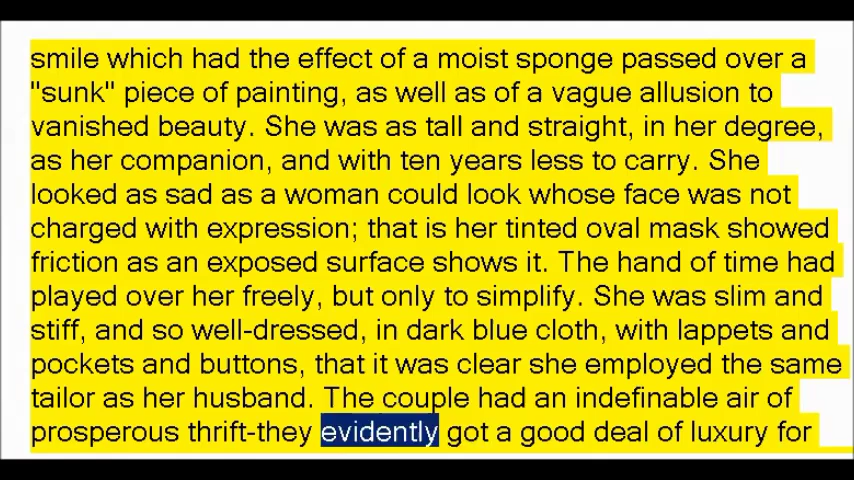 smile which had the effect of a moist sponge passed over a
"sunk" piece of painting, as well as of a vague allusion to
vanished beauty. She was as tall and straight, in her degree,
as her companion, and with ten years less to carry. She
looked as sad as a woman could look whose face was not
charged with expression; that is her tinted oval mask showed
friction as an exposed surface shows it. The hand of time had
played over her freely, but only to simplify. She was slim and
stiff, and so well-dressed, in dark blue cloth, with lappets and
pockets and buttons, that it was clear she employed the same
tailor as her husband. The couple had an indefinable air of
prosperous thrift-they evidently got a good deal of luxury for